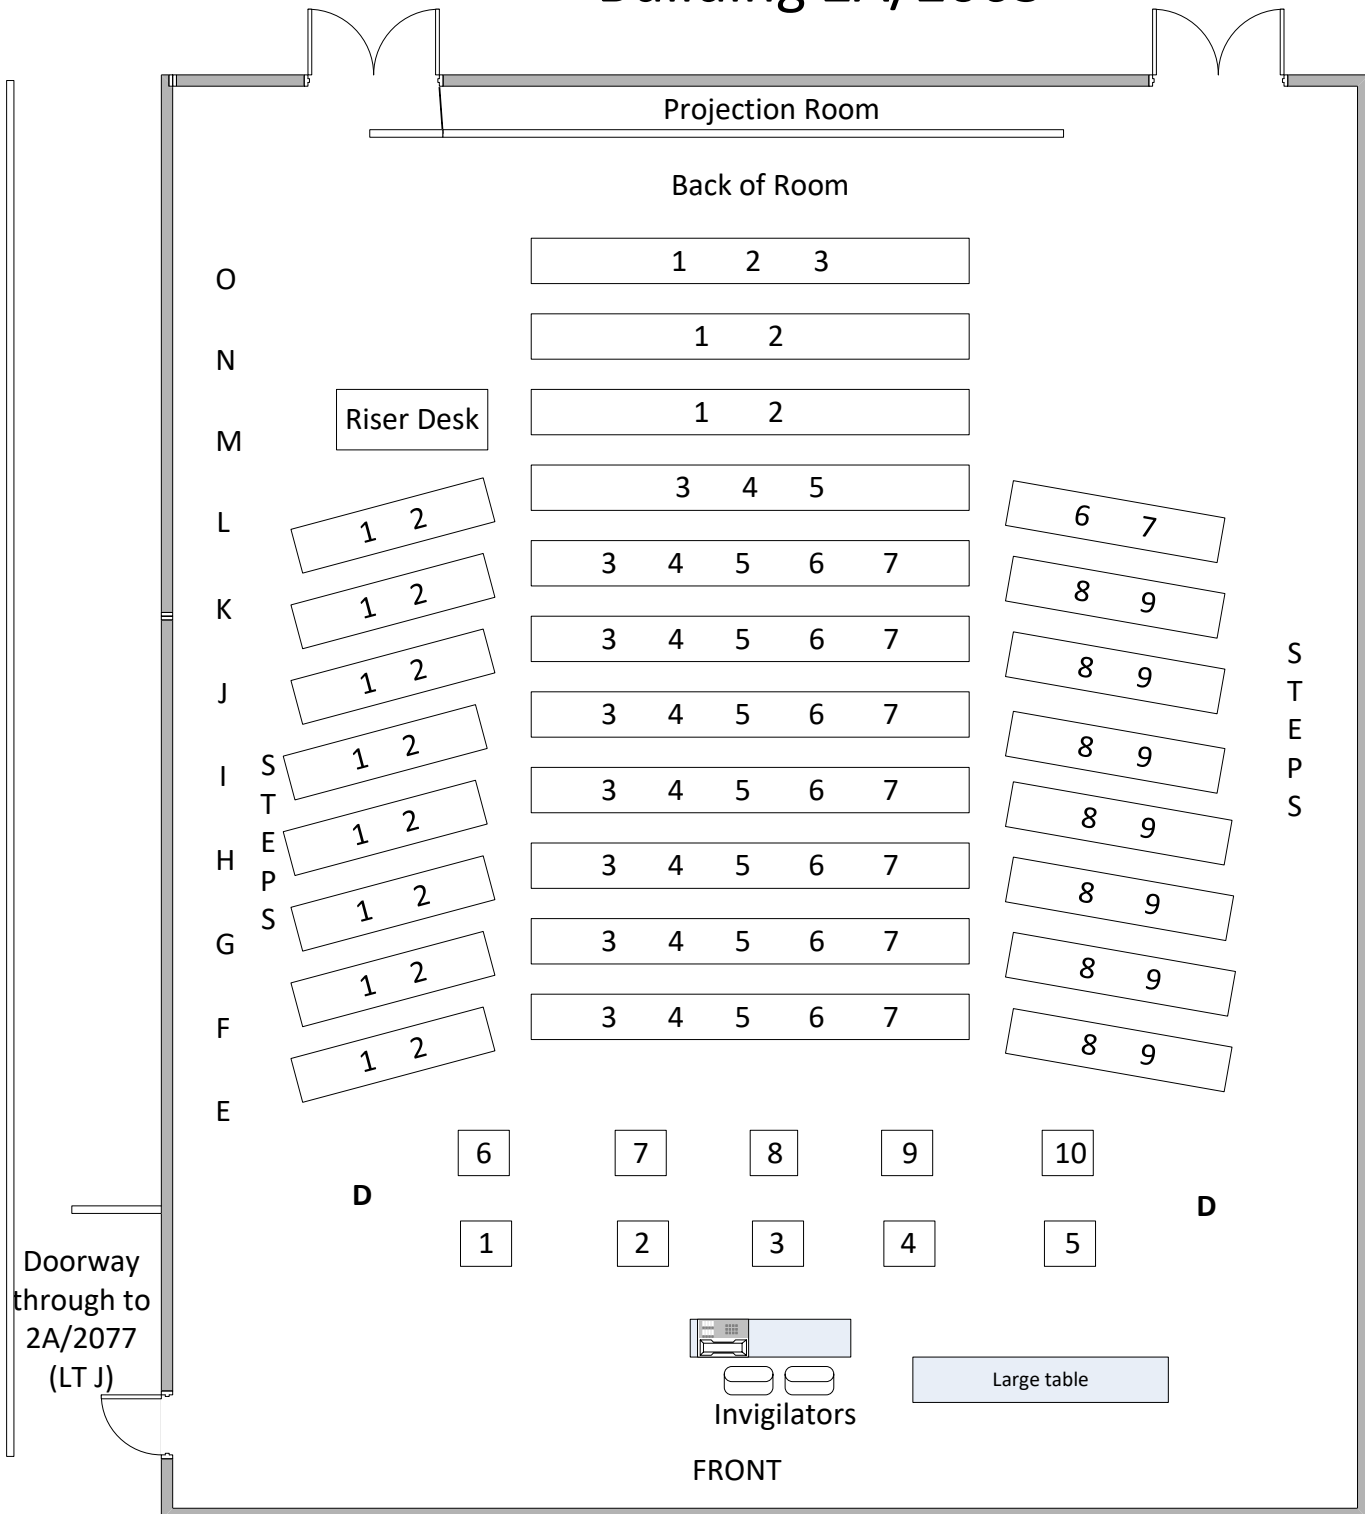 Building
Projection Room
Back of Room
O
1 2 3
N
1 2
M
1 2
Riser Desk
L
1 2
3 4 5
6 7
K
1 2
3 4 5 6 7
8 9
J
1 2
3 4 5 6 7
8 9
I
1 2
3 4 5 6 7
8 9
H
1 2
3 4 5 6 7
8 9
G
1 2
3 4 5 6 7
8 9
F
1 2
3 4 5 6 7
8 9
E
1 2
3 4 5 6 7
8 9
STEPS
STEPS
6 7 8 9 10
D
D
1 2 3 4 5
Doorway
through to
2A/2077
(LT J)
Large table
Invigilators
FRONT